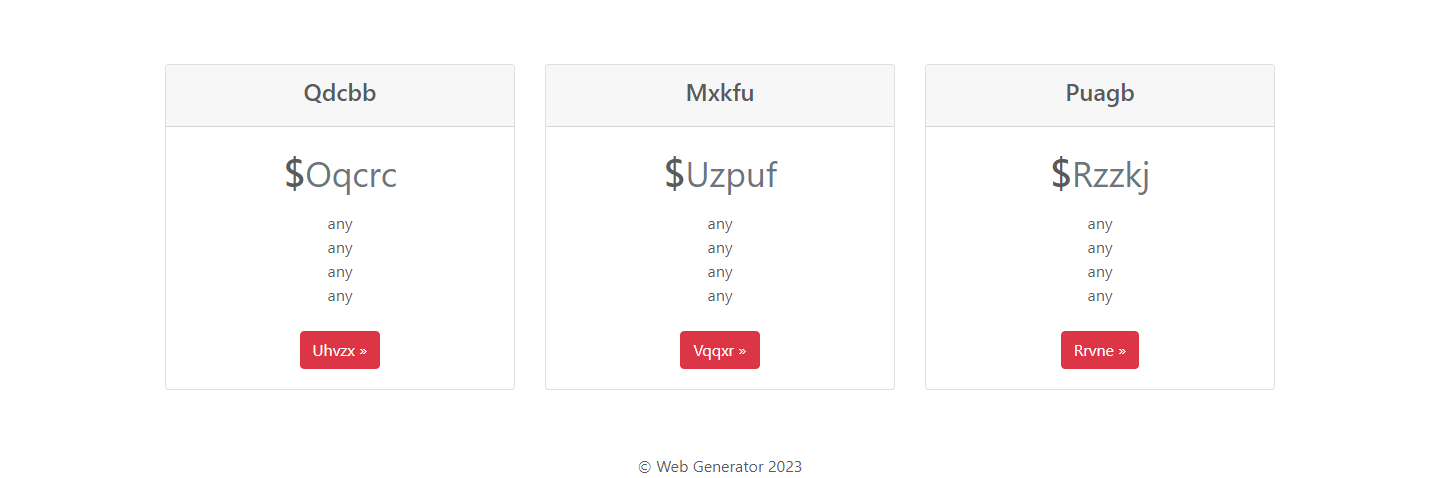 Qdcbb
$Oqcrc
any
any
any
any
Uhvzx »
Mxkfu
$Uzpuf
any
any
any
any
Vqqxr »
Puagb
$Rzzkj
any
any
any
any
Rrvne »
© Web Generator 2023